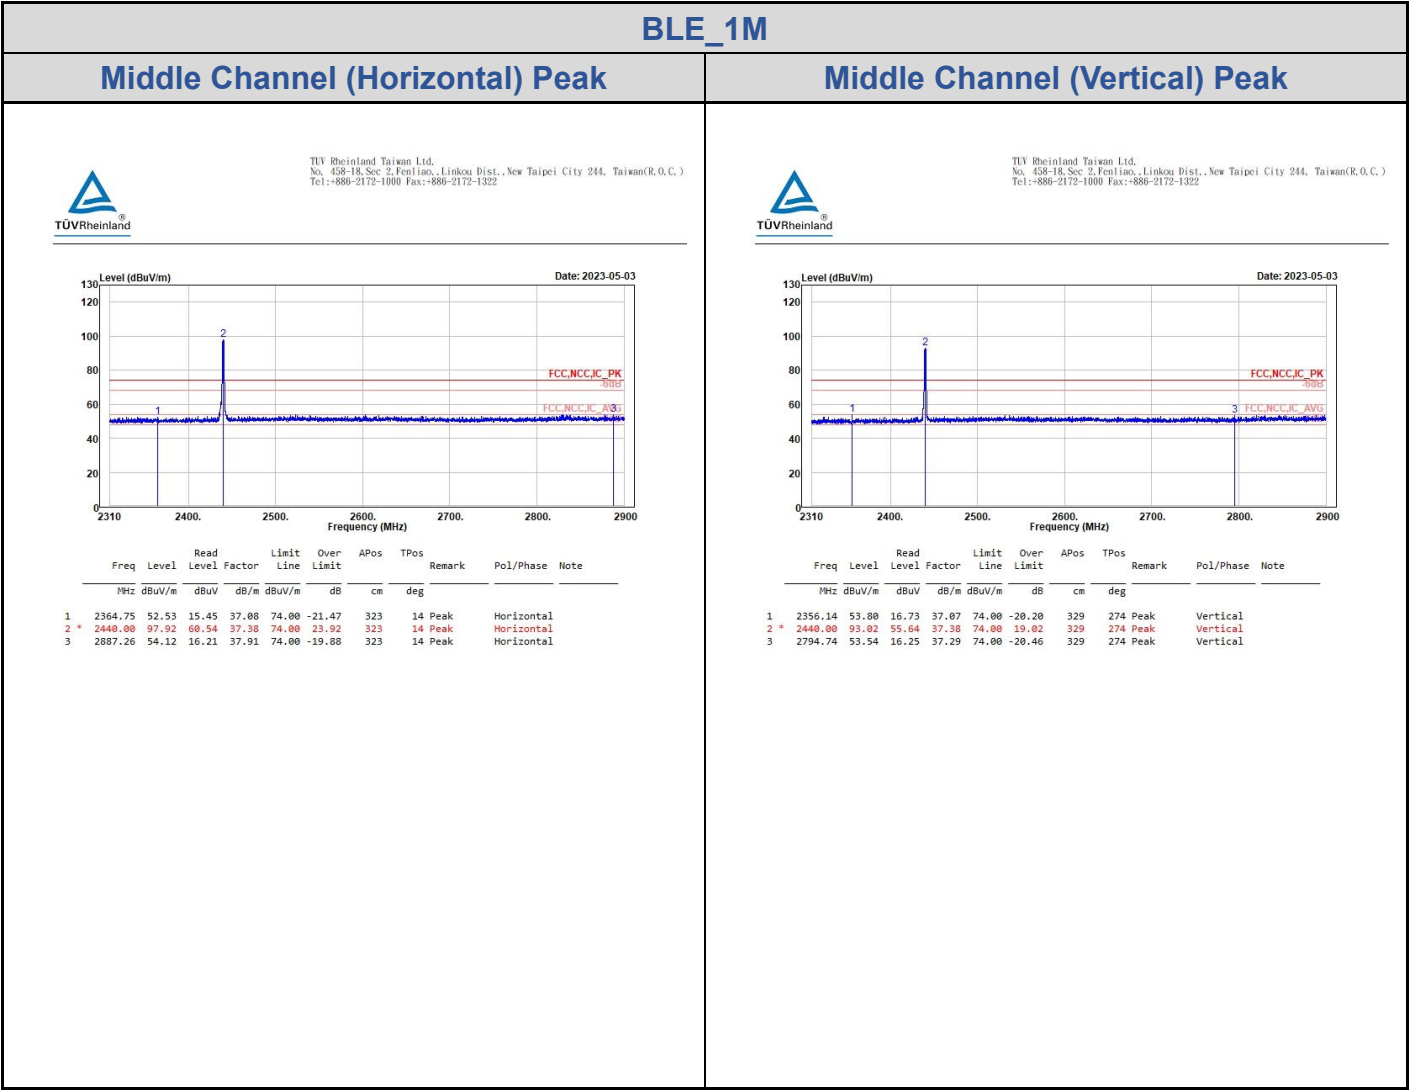 BLE_1M
Middle Channel (Horizontal) Peak
TUV Rheinland Taiwan Ltd.
No. 458-18,Sec 2,Fenliao.,Linkou Dist.,New Taipei City 244, Taiwan(R.O.C.)
Tel:+886-2172-1000 Fax:+886-2172-1322
TÜVRheinland®
Level (dBuV/m)
Date: 2023-05-03
130
120
100
80
60
40
20
0
2
1
3
FCC,NCC,IC_PK
-6dB
FCC,NCC,IC_AVG
2310 2400. 2500. 2600. 2700. 2800. 2900
Frequency (MHz)
Read Limit Over APos TPos
Freq Level Level Factor Line Limit Remark Pol/Phase Note
MHz dBuV/m dBuV dB/m dBuV/m dB cm deg
1 2364.75 52.53 15.45 37.08 74.00 -21.47 323 14 Peak Horizontal
2 * 2440.00 97.92 60.54 37.38 74.00 23.92 323 14 Peak Horizontal
3 2887.26 54.12 16.21 37.91 74.00 -19.88 323 14 Peak Horizontal
Middle Channel (Vertical) Peak
TUV Rheinland Taiwan Ltd.
No. 458-18,Sec 2,Fenliao.,Linkou Dist.,New Taipei City 244, Taiwan(R.O.C.)
Tel:+886-2172-1000 Fax:+886-2172-1322
TÜVRheinland®
Level (dBuV/m)
Date: 2023-05-03
130
120
100
80
60
40
20
0
2
1
3
FCC,NCC,IC_PK
-6dB
FCC,NCC,IC_AVG
2310 2400. 2500. 2600. 2700. 2800. 2900
Frequency (MHz)
Read Limit Over APos TPos
Freq Level Level Factor Line Limit Remark Pol/Phase Note
MHz dBuV/m dBuV dB/m dBuV/m dB cm deg
1 2356.14 53.80 16.73 37.07 74.00 -20.20 329 274 Peak Vertical
2 * 2440.00 93.02 55.64 37.38 74.00 19.02 329 274 Peak Vertical
3 2794.74 53.54 16.25 37.29 74.00 -20.46 329 274 Peak Vertical